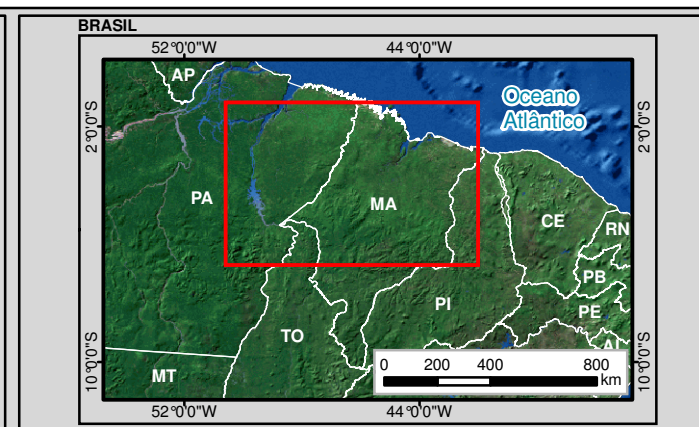 BRASIL
52°0'0"W 44°0'0"W
AP
Oceano
Atlântico
2°0'0"S 2°0'0"S
PA
MA
CE
RN
PB
PI
PE
TO
AL
MT
0 200 400 800
km
10°0'0"S 10°0'0"S
52°0'0"W 44°0'0"W